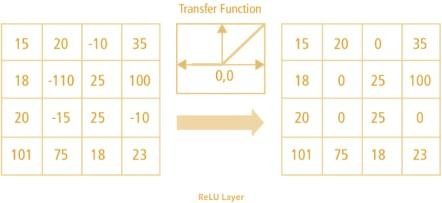 Transfer Function
15 20 -10 35
18 -110 25 100
20 -15 25 -10
101 75 18 23
0,0
15 20 0 35
18 0 25 100
20 0 25 0
101 75 18 23
ReLU Layer